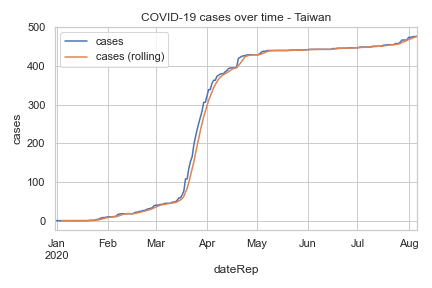 COVID-19 cases over time - Taiwan
cases
cases (rolling)
500
400
300
200
100
0
cases
Jan Feb Mar Apr May Jun Jul Aug
2020
dateRep